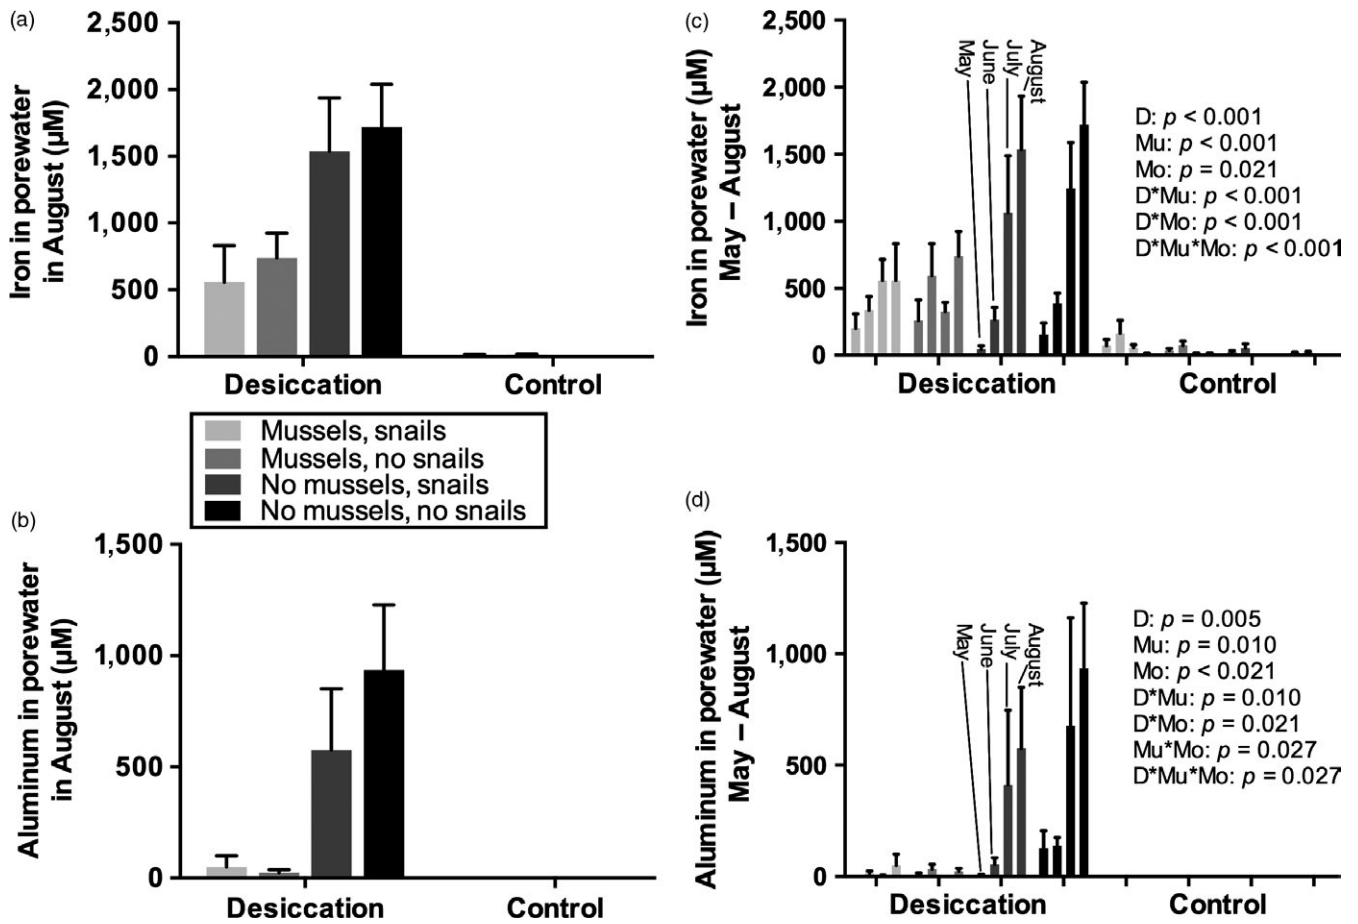 (a)
Iron in porewater
in August (µM)
2,500
2,000
1,500
1,000
500
0
Desiccation
Control
Mussels, snails
Mussels, no snails
No mussels, snails
No mussels, no snails
(b)
Aluminum in porewater
in August (µM)
1,500
1,000
500
0
Desiccation
Control
(c)
Iron in porewater (µM)
May – August
2,500
2,000
1,500
1,000
500
0
May
June
July
August
D: p < 0.001
Mu: p < 0.001
Mo: p = 0.021
D*Mu: p < 0.001
D*Mo: p < 0.001
D*Mu*Mo: p < 0.001
Desiccation
Control
(d)
Aluminum in porewater (µM)
May – August
1,500
1,000
500
0
May
June
July
August
D: p = 0.005
Mu: p = 0.010
Mo: p < 0.021
D*Mu: p = 0.010
D*Mo: p = 0.021
Mu*Mo: p = 0.027
D*Mu*Mo: p = 0.027
Desiccation
Control